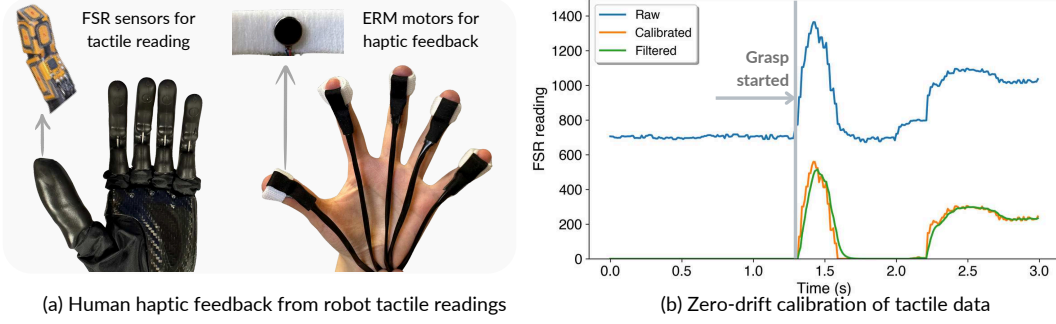 FSR sensors for
tactile reading
ERM motors for
haptic feedback
(a) Human haptic feedback from robot tactile readings
1400
1200
1000
800
600
400
200
0
FSR reading
Raw
Calibrated
Filtered
Grasp
started
0.0 0.5 1.0 1.5 2.0 2.5 3.0
Time (s)
(b) Zero-drift calibration of tactile data